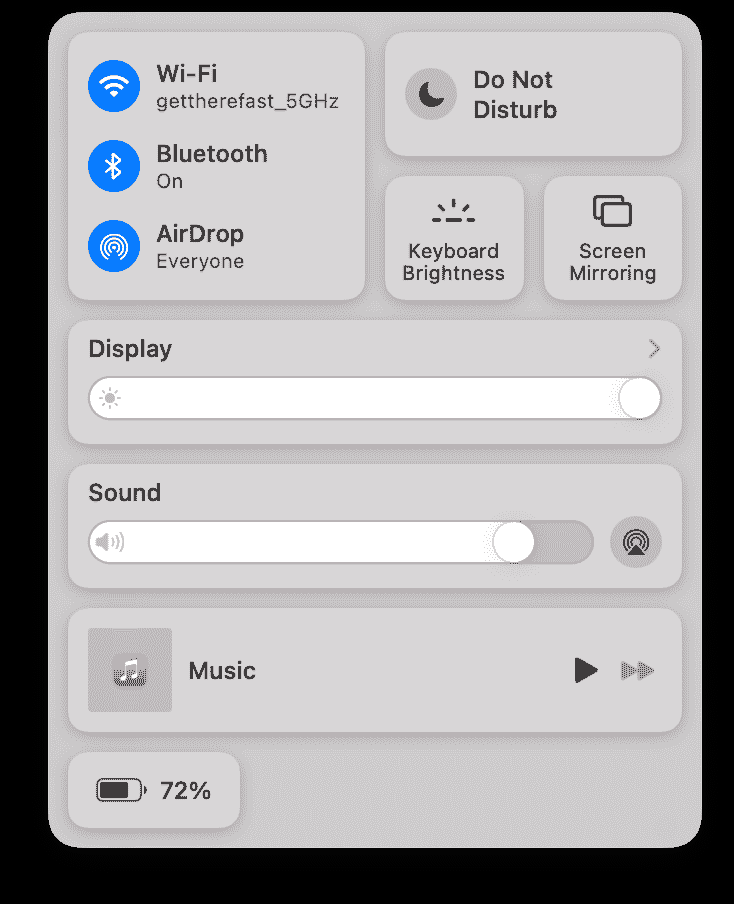 Wi-Fi
gettherefast_5GHz
Bluetooth
On
AirDrop
Everyone
Do Not
Disturb
Keyboard
Brightness
Screen
Mirroring
Display
Sound
Music
72%